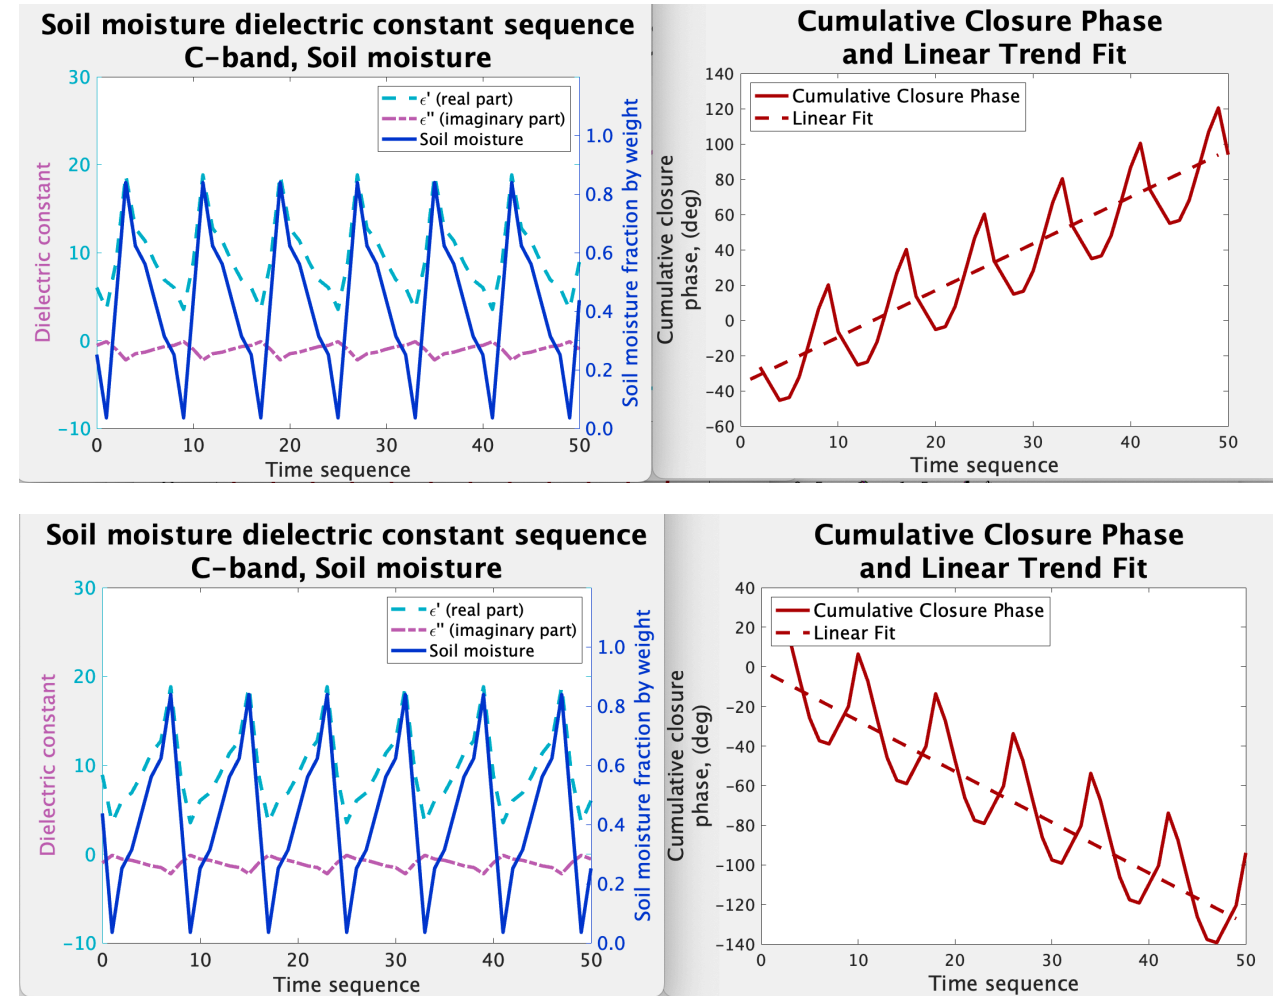 Soil moisture dielectric constant sequence
C-band, Soil moisture
30
20
10
0
-10
Dielectric constant
ϵ' (real part)
ϵ'' (imaginary part)
Soil moisture
1.0
0.8
0.6
0.4
0.2
0.0
Soil moisture fraction by weight
0 10 20 30 40 50
Time sequence
Cumulative Closure Phase
and Linear Trend Fit
140
120
100
80
60
40
20
0
-20
-40
-60
Cumulative closure
phase, (deg)
Cumulative Closure Phase
Linear Fit
0 10 20 30 40 50
Time sequence
Soil moisture dielectric constant sequence
C-band, Soil moisture
30
20
10
0
-10
Dielectric constant
ϵ' (real part)
ϵ'' (imaginary part)
Soil moisture
1.0
0.8
0.6
0.4
0.2
0.0
Soil moisture fraction by weight
0 10 20 30 40 50
Time sequence
Cumulative Closure Phase
and Linear Trend Fit
40
20
0
-20
-40
-60
-80
-100
-120
-140
Cumulative closure
phase, (deg)
Cumulative Closure Phase
Linear Fit
0 10 20 30 40 50
Time sequence